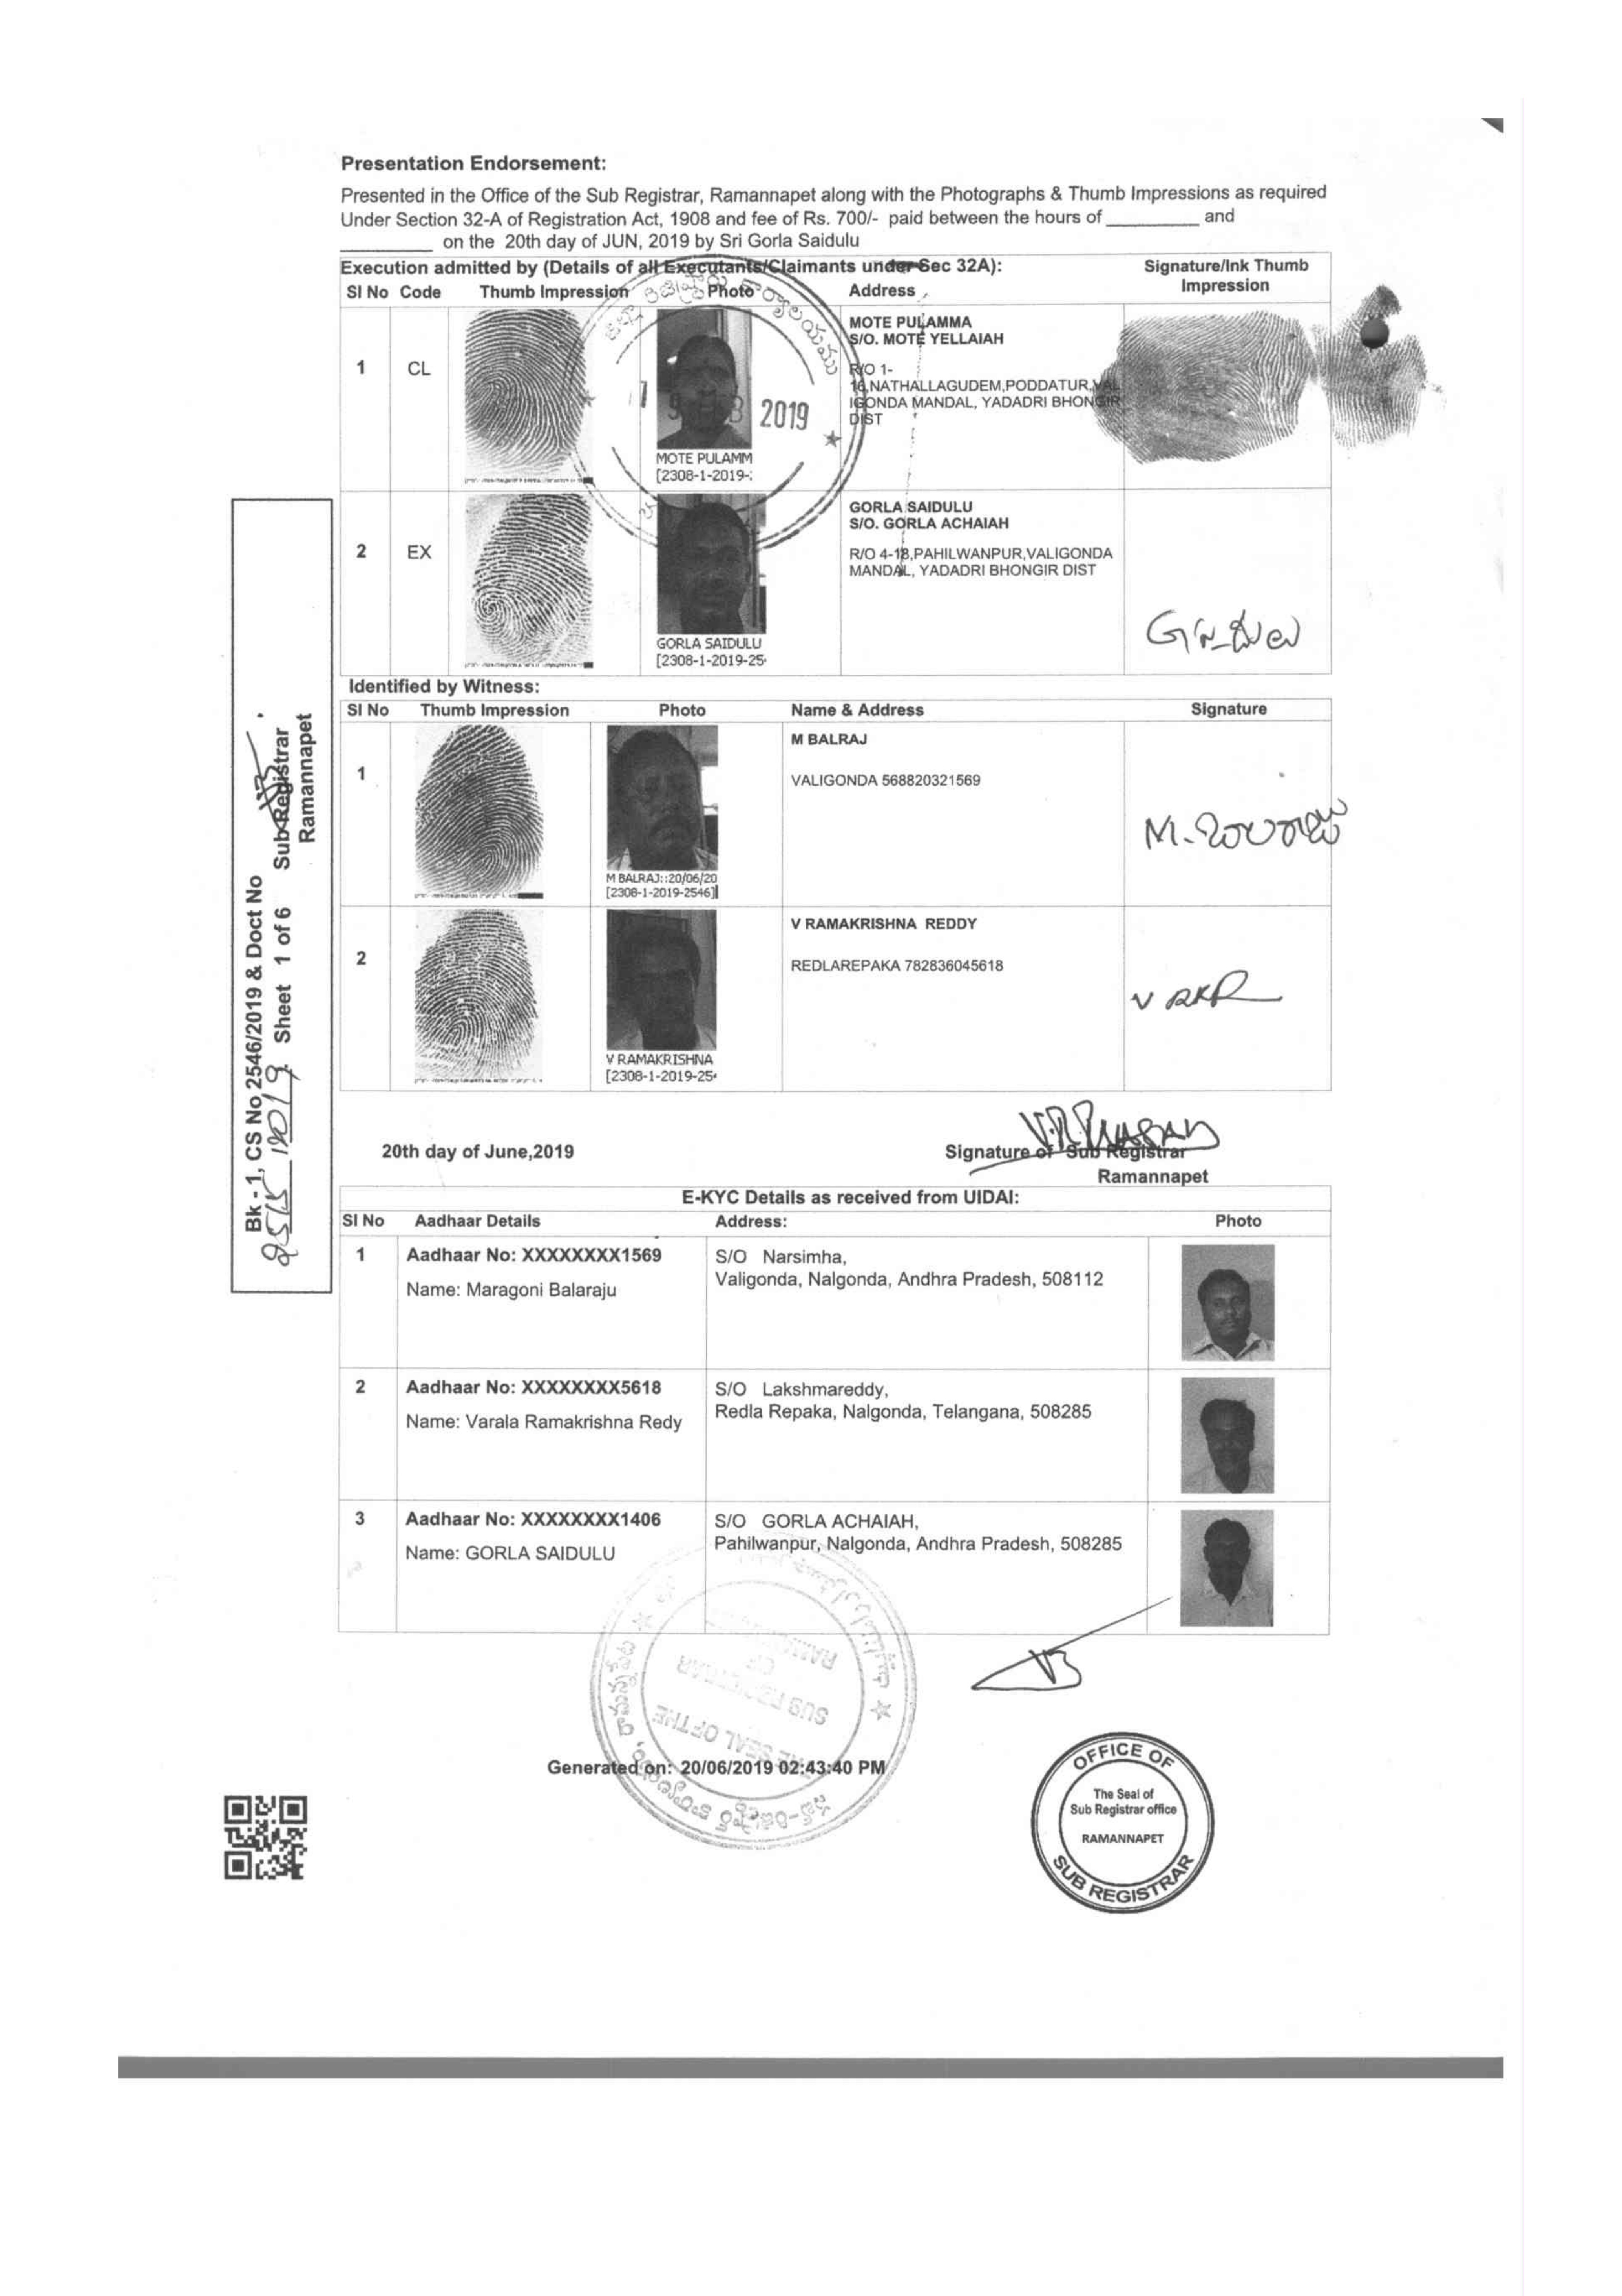 Presentation Endorsement:
Presented in the Office of the Sub Registrar, Ramannapet along with the Photographs & Thumb Impressions as required
Under Section 32-A of Registration Act, 1908 and fee of Rs. 700/- paid between the hours of __________ and
__________ on the 20th day of JUN, 2019 by Sri Gorla Saidulu
Execution admitted by (Details of all Executants/Claimants under Sec 32A):
Signature/Ink Thumb
Impression
Sl No Code Thumb Impression Photo Address
1 CL
MOTE PULAMMA
S/O. MOTE YELLAIAH
R/O 1-
16,NATHALLAGUDEM,PODDATUR,VAL
IGONDA MANDAL, YADADRI BHONGIR
DIST
2019
MOTE PULAMM
[2308-1-2019-:
2 EX
GORLA SAIDULU
S/O. GORLA ACHAIAH
R/O 4-18,PAHILWANPUR,VALIGONDA
MANDAL, YADADRI BHONGIR DIST
GORLA SAIDULU
[2308-1-2019-25
Identified by Witness:
Sl No Thumb Impression Photo Name & Address Signature
1
M BALRAJ
VALIGONDA 568820321569
M BALRAJ::20/06/20
[2308-1-2019-2546]
2
V RAMAKRISHNA REDDY
REDLAREPAKA 782836045618
V RKR
V RAMAKRISHNA
[2308-1-2019-25
Bk - 1, CS No 2546/2019 & Doct No
2515/2019. Sheet 1 of 6 Sub Registrar
Ramannapet
20th day of June,2019
Signature of Sub Registrar
Ramannapet
E-KYC Details as received from UIDAI:
Sl No Aadhaar Details Address: Photo
1 Aadhaar No: XXXXXXXX1569
Name: Maragoni Balaraju
S/O Narsimha,
Valigonda, Nalgonda, Andhra Pradesh, 508112
2 Aadhaar No: XXXXXXXX5618
Name: Varala Ramakrishna Redy
S/O Lakshmareddy,
Redla Repaka, Nalgonda, Telangana, 508285
3 Aadhaar No: XXXXXXXX1406
Name: GORLA SAIDULU
S/O GORLA ACHAIAH,
Pahilwanpur, Nalgonda, Andhra Pradesh, 508285
SEAL OF THE
SUB REGISTRAR
OF
Generated on: 20/06/2019 02:43:40 PM
OFFICE OF
The Seal of
Sub Registrar office
RAMANNAPET
SUB REGISTRAR